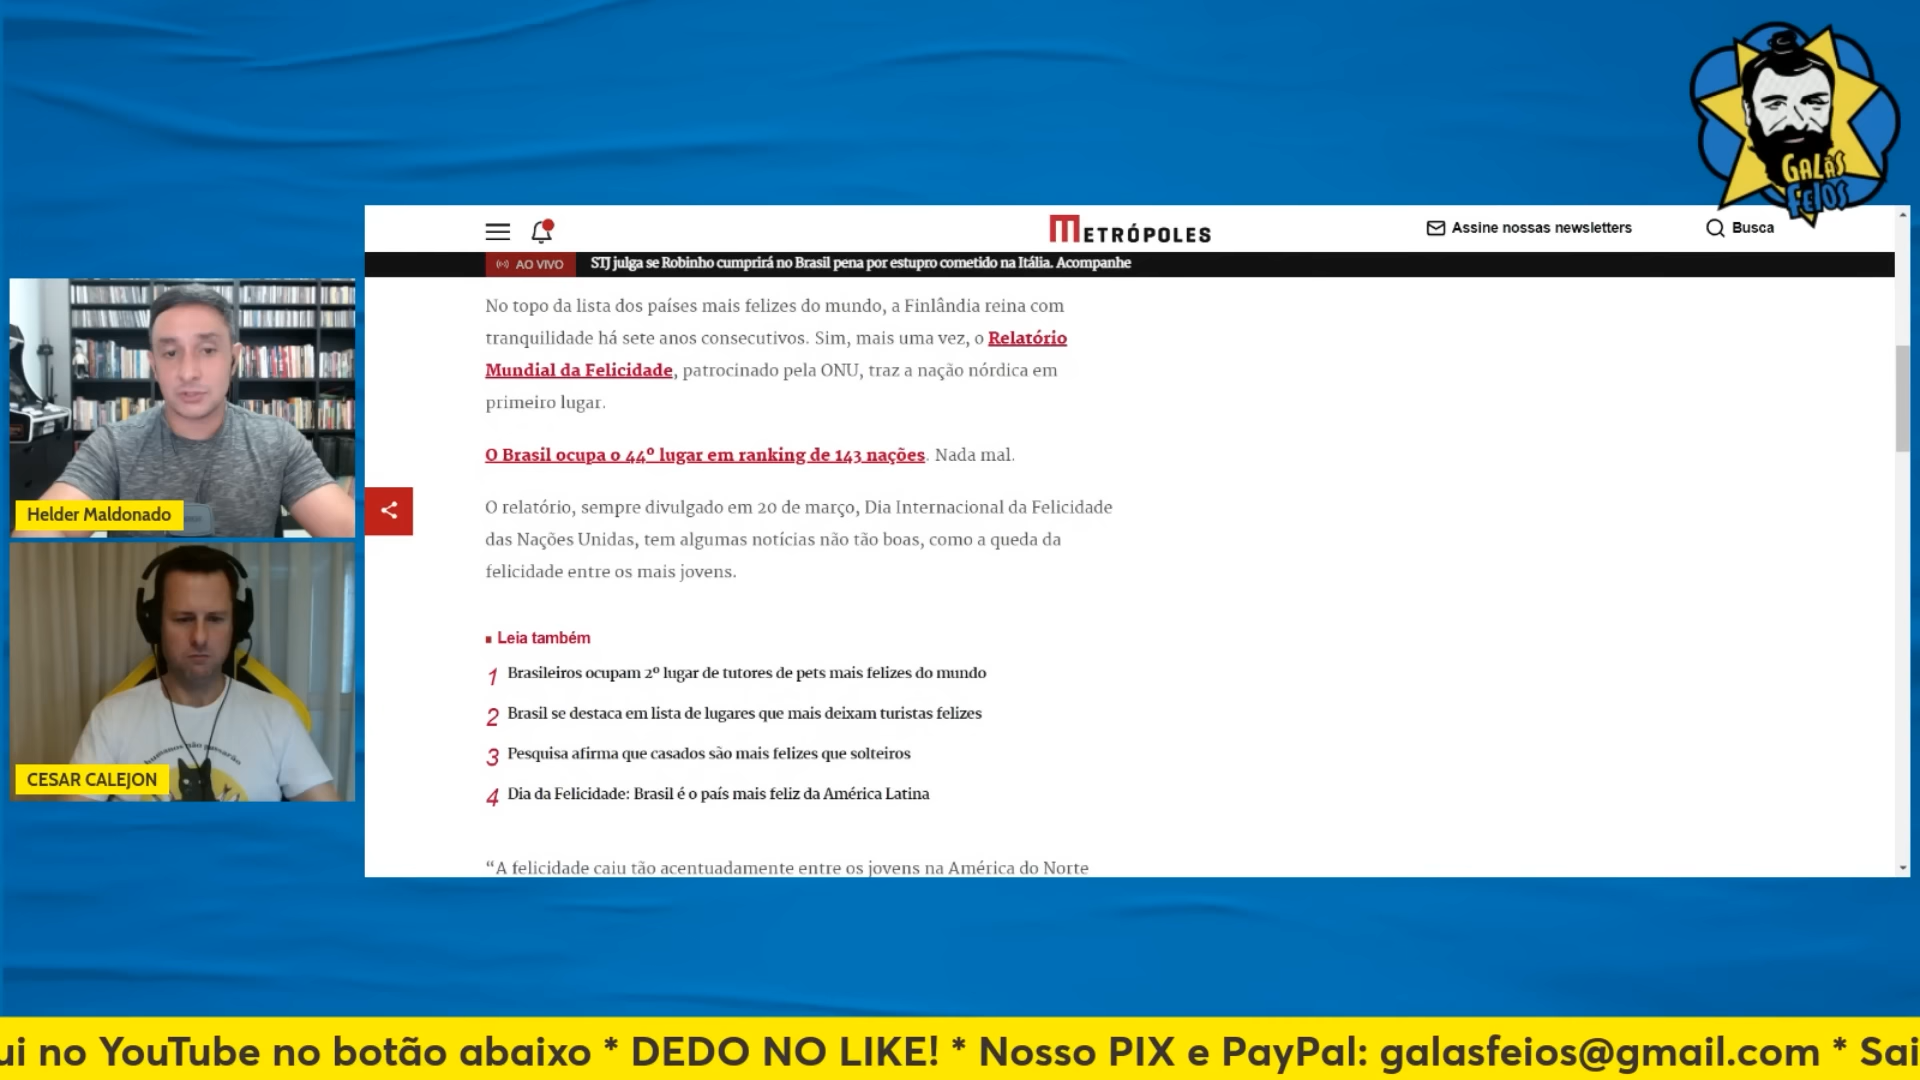 GALÃS
FEIOS
METRÓPOLES
Assine nossas newsletters
Busca
AO VIVO
STJ julga se Robinho cumprirá no Brasil pena por estupro cometido na Itália. Acompanhe
No topo da lista dos países mais felizes do mundo, a Finlândia reina com
tranquilidade há sete anos consecutivos. Sim, mais uma vez, o Relatório
Mundial da Felicidade, patrocinado pela ONU, traz a nação nórdica em
primeiro lugar.
O Brasil ocupa o 44º lugar em ranking de 143 nações. Nada mal.
O relatório, sempre divulgado em 20 de março, Dia Internacional da Felicidade
das Nações Unidas, tem algumas notícias não tão boas, como a queda da
felicidade entre os mais jovens.
Leia também
1 Brasileiros ocupam 2º lugar de tutores de pets mais felizes do mundo
2 Brasil se destaca em lista de lugares que mais deixam turistas felizes
3 Pesquisa afirma que casados são mais felizes que solteiros
4 Dia da Felicidade: Brasil é o país mais feliz da América Latina
“A felicidade caiu tão acentuadamente entre os jovens na América do Norte
Helder Maldonado
humanos não passarão
CESAR CALEJON
ui no YouTube no botão abaixo * DEDO NO LIKE! * Nosso PIX e PayPal: galasfeios@gmail.com * Sai